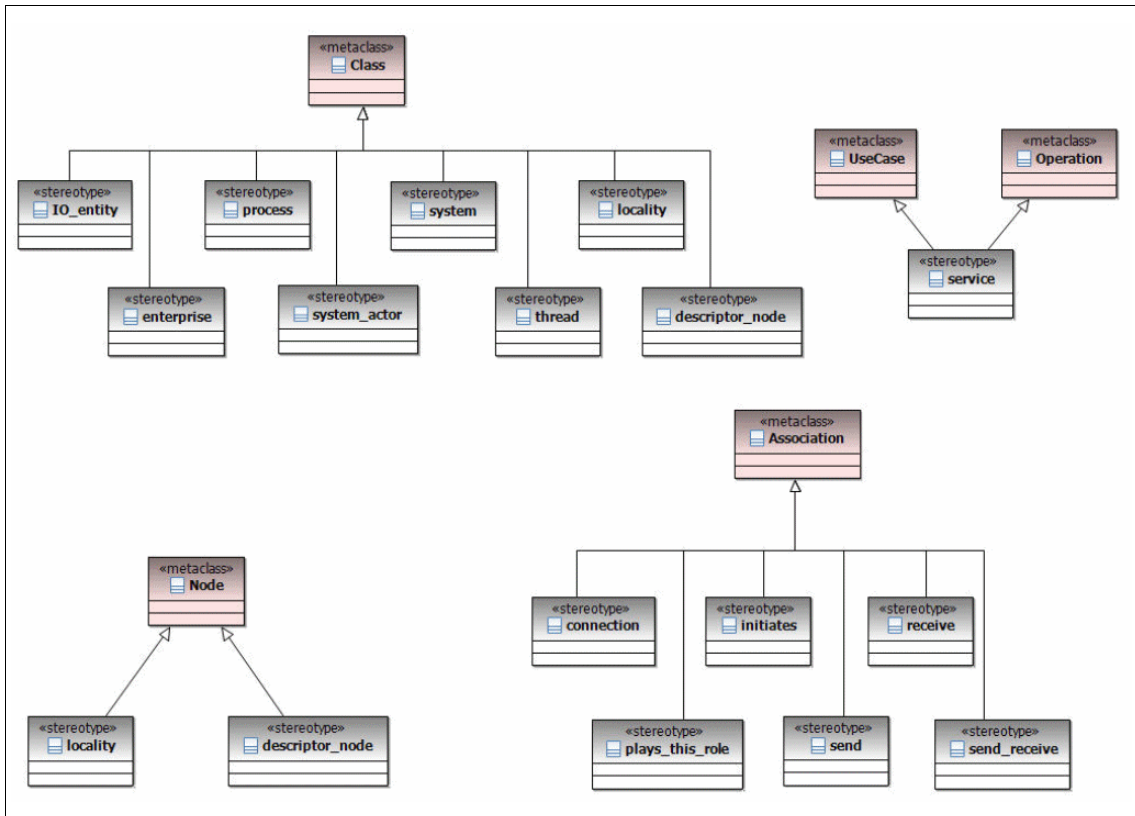 «metaclass»
Class
«stereotype»
IO_entity
«stereotype»
process
«stereotype»
system
«stereotype»
locality
«stereotype»
enterprise
«stereotype»
system_actor
«stereotype»
thread
«stereotype»
descriptor_node
«metaclass»
UseCase
«metaclass»
Operation
«stereotype»
service
«metaclass»
Node
«stereotype»
locality
«stereotype»
descriptor_node
«metaclass»
Association
«stereotype»
connection
«stereotype»
initiates
«stereotype»
receive
«stereotype»
plays_this_role
«stereotype»
send
«stereotype»
send_receive